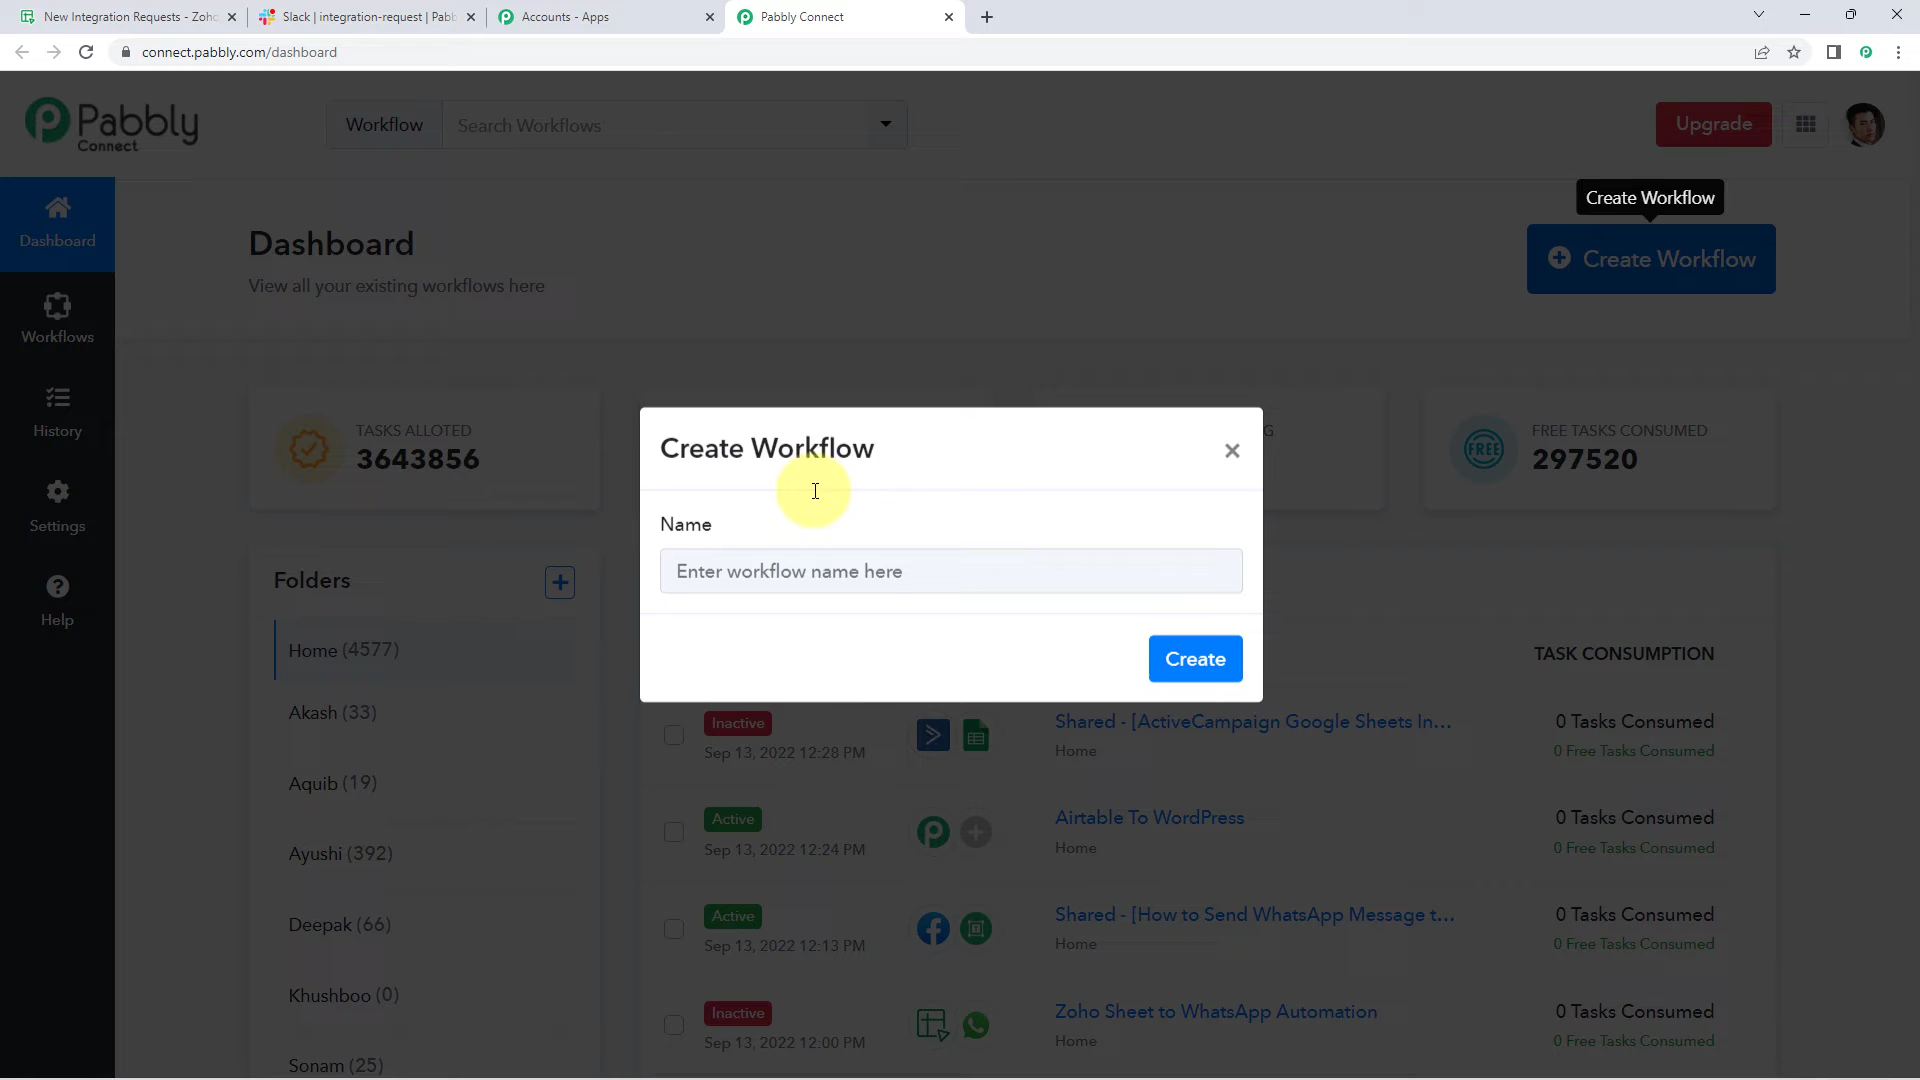 New Integration Requests - Zoho
Slack | integration-request | Pabb
Accounts - Apps
Pabbly Connect
connect.pabbly.com/dashboard
Pabbly
Connect
Workflow
Search Workflows
Upgrade
Create Workflow
Dashboard
Dashboard
View all your existing workflows here
Create Workflow
Workflows
History
Settings
Help
TASKS ALLOTED
3643856
G
FREE TASKS CONSUMED
FREE
297520
Create Workflow
Name
Enter workflow name here
Create
Folders
Home (4577)
Akash (33)
Aquib (19)
Ayushi (392)
Deepak (66)
Khushboo (0)
Sonam (25)
TASK CONSUMPTION
Inactive
Sep 13, 2022 12:28 PM
Shared - [ActiveCampaign Google Sheets In...
Home
0 Tasks Consumed
0 Free Tasks Consumed
Active
Sep 13, 2022 12:24 PM
Airtable To WordPress
Home
0 Tasks Consumed
0 Free Tasks Consumed
Active
Sep 13, 2022 12:13 PM
Shared - [How to Send WhatsApp Message t...
Home
0 Tasks Consumed
0 Free Tasks Consumed
Inactive
Sep 13, 2022 12:00 PM
Zoho Sheet to WhatsApp Automation
Home
0 Tasks Consumed
0 Free Tasks Consumed